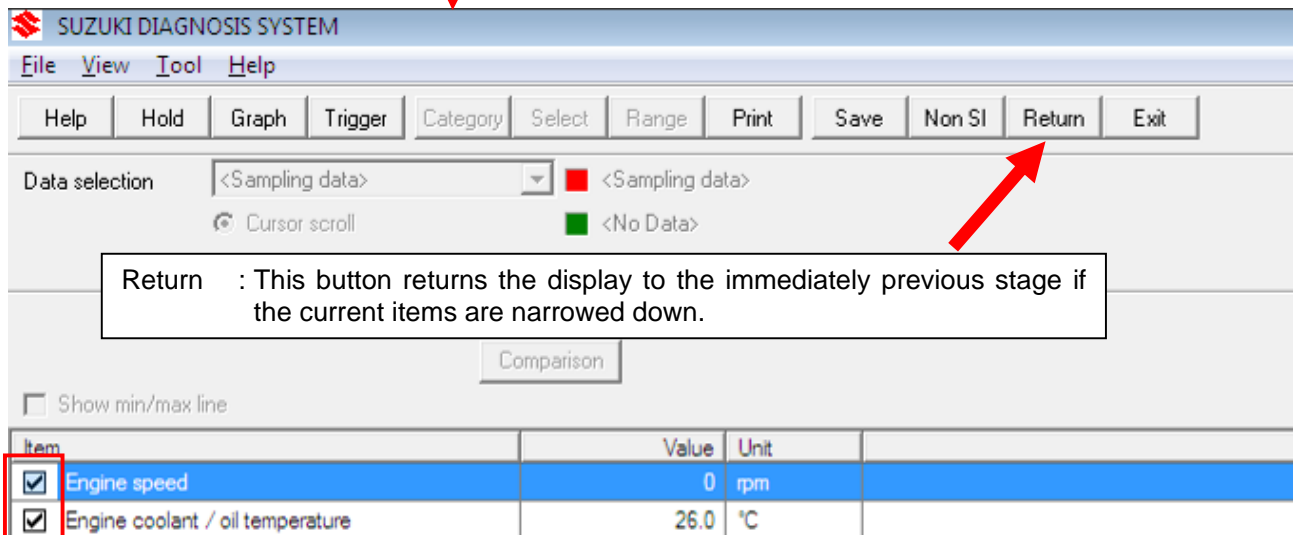 SUZUKI DIAGNOSIS SYSTEM
File View Tool Help
Help Hold Graph Trigger Category Select Range Print Save Non SI Return Exit
Data selection <Sampling data> <Sampling data>
Cursor scroll <No Data>
Return : This button returns the display to the immediately previous stage if
the current items are narrowed down.
Comparison
Show min/max line
Item Value Unit
Engine speed 0 rpm
Engine coolant / oil temperature 26.0 °C